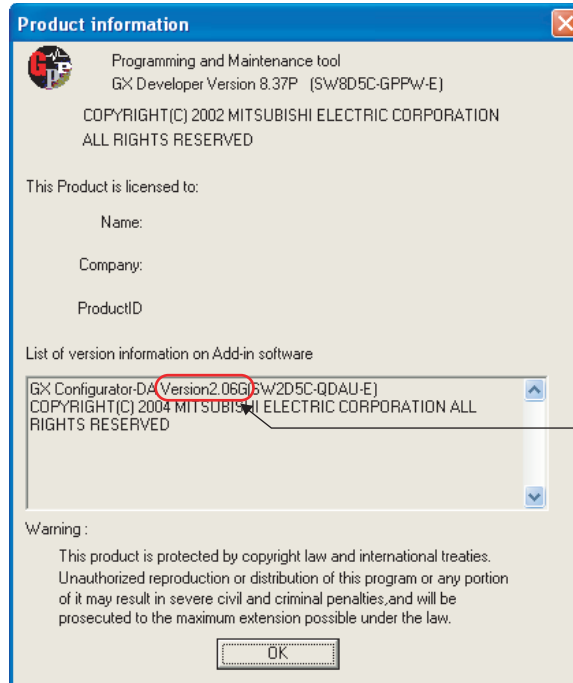 Product information
Programming and Maintenance tool
GX Developer Version 8.37P (SW8D5C-GPPW-E)
COPYRIGHT(C) 2002 MITSUBISHI ELECTRIC CORPORATION
ALL RIGHTS RESERVED
This Product is licensed to:
Name:
Company:
ProductID
List of version information on Add-in software
GX Configurator-DA Version2.06G(SW2D5C-QDAU-E)
COPYRIGHT(C) 2004 MITSUBISHI ELECTRIC CORPORATION ALL
RIGHTS RESERVED
Warning :
This product is protected by copyright law and international treaties.
Unauthorized reproduction or distribution of this program or any portion
of it may result in severe civil and criminal penalties,and will be
prosecuted to the maximum extension possible under the law.
OK